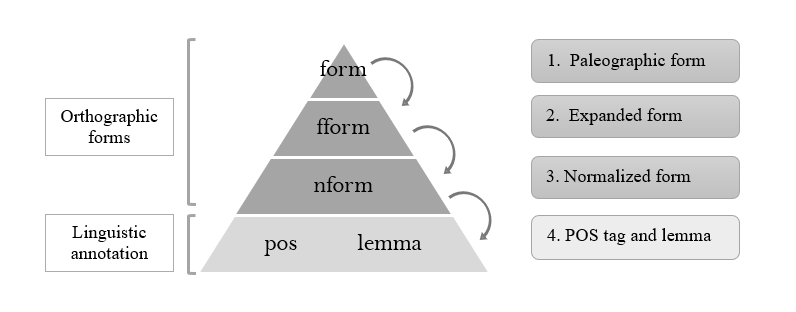 Orthographic
forms
Linguistic
annotation
form
fform
nform
pos lemma
1. Paleographic form
2. Expanded form
3. Normalized form
4. POS tag and lemma